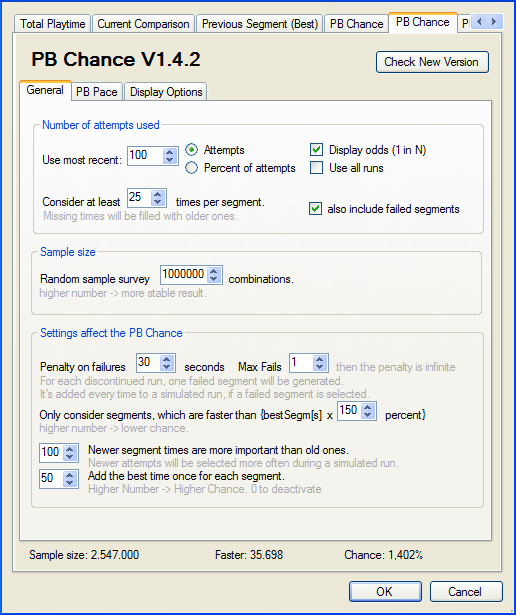 Total Playtime Current Comparison Previous Segment (Best) PB Chance PB Chance P
PB Chance V1.4.2 Check New Version
General PB Pace Display Options
Number of attempts used
Use most recent: 100 Attempts Display odds (1 in N)
Percent of attempts Use all runs
Consider at least 25 times per segment.
Missing times will be filled with older ones. also include failed segments
Sample size
Random sample survey 1000000 combinations.
higher number -> more stable result.
Settings affect the PB Chance
Penalty on failures 30 seconds Max Fails 1 then the penalty is infinite
For each discontinued run, one failed segment will be generated.
It's added every time to a simulated run, if a failed segment is selected.
Only consider segments, which are faster than {bestSegm[s] x 150 percent}
higher number -> lower chance.
100 Newer segment times are more important than old ones.
Newer attempts will be selected more often during a simulated run.
50 Add the best time once for each segment.
Higher Number -> Higher Chance. 0 to deactivate
Sample size: 2.547.000 Faster: 35.698 Chance: 1,402%
OK Cancel